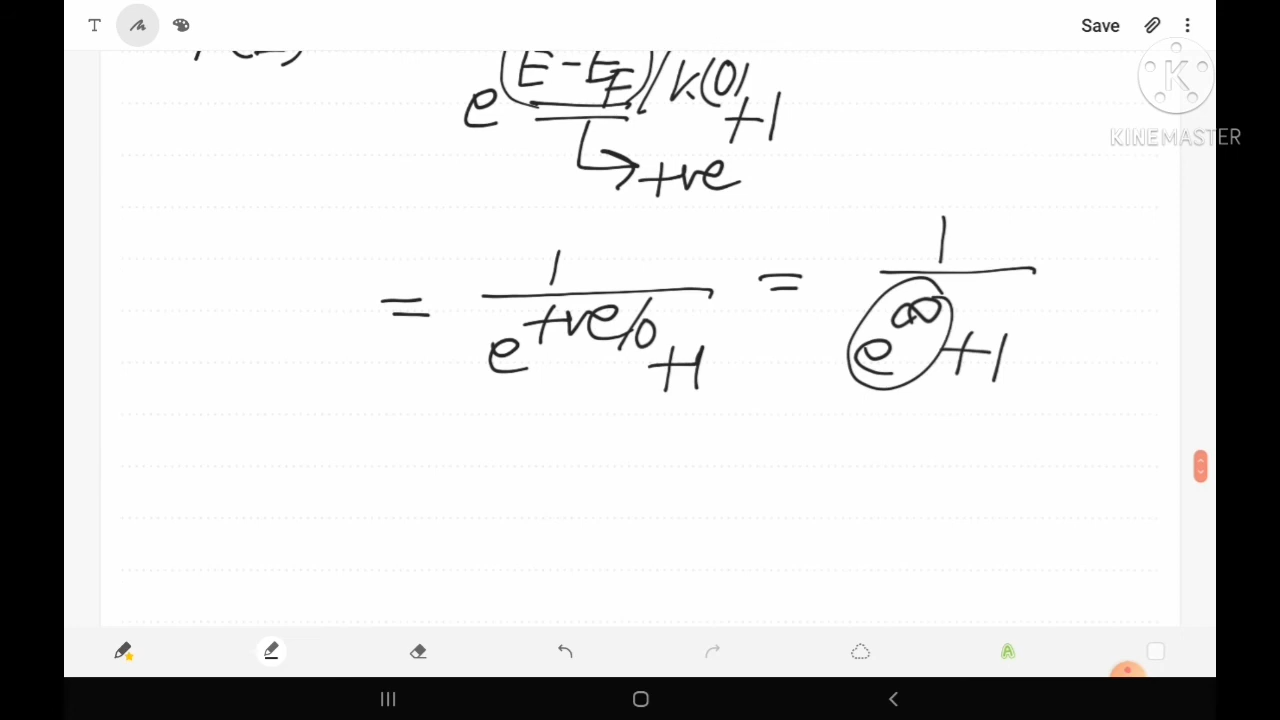 T Save
K
KINEMASTER
F(E)
e^(E-E_F)/K(0) +1
→ +ve
= 1/(e^(+ve/0) +1) = 1/(e^∞ +1)
A